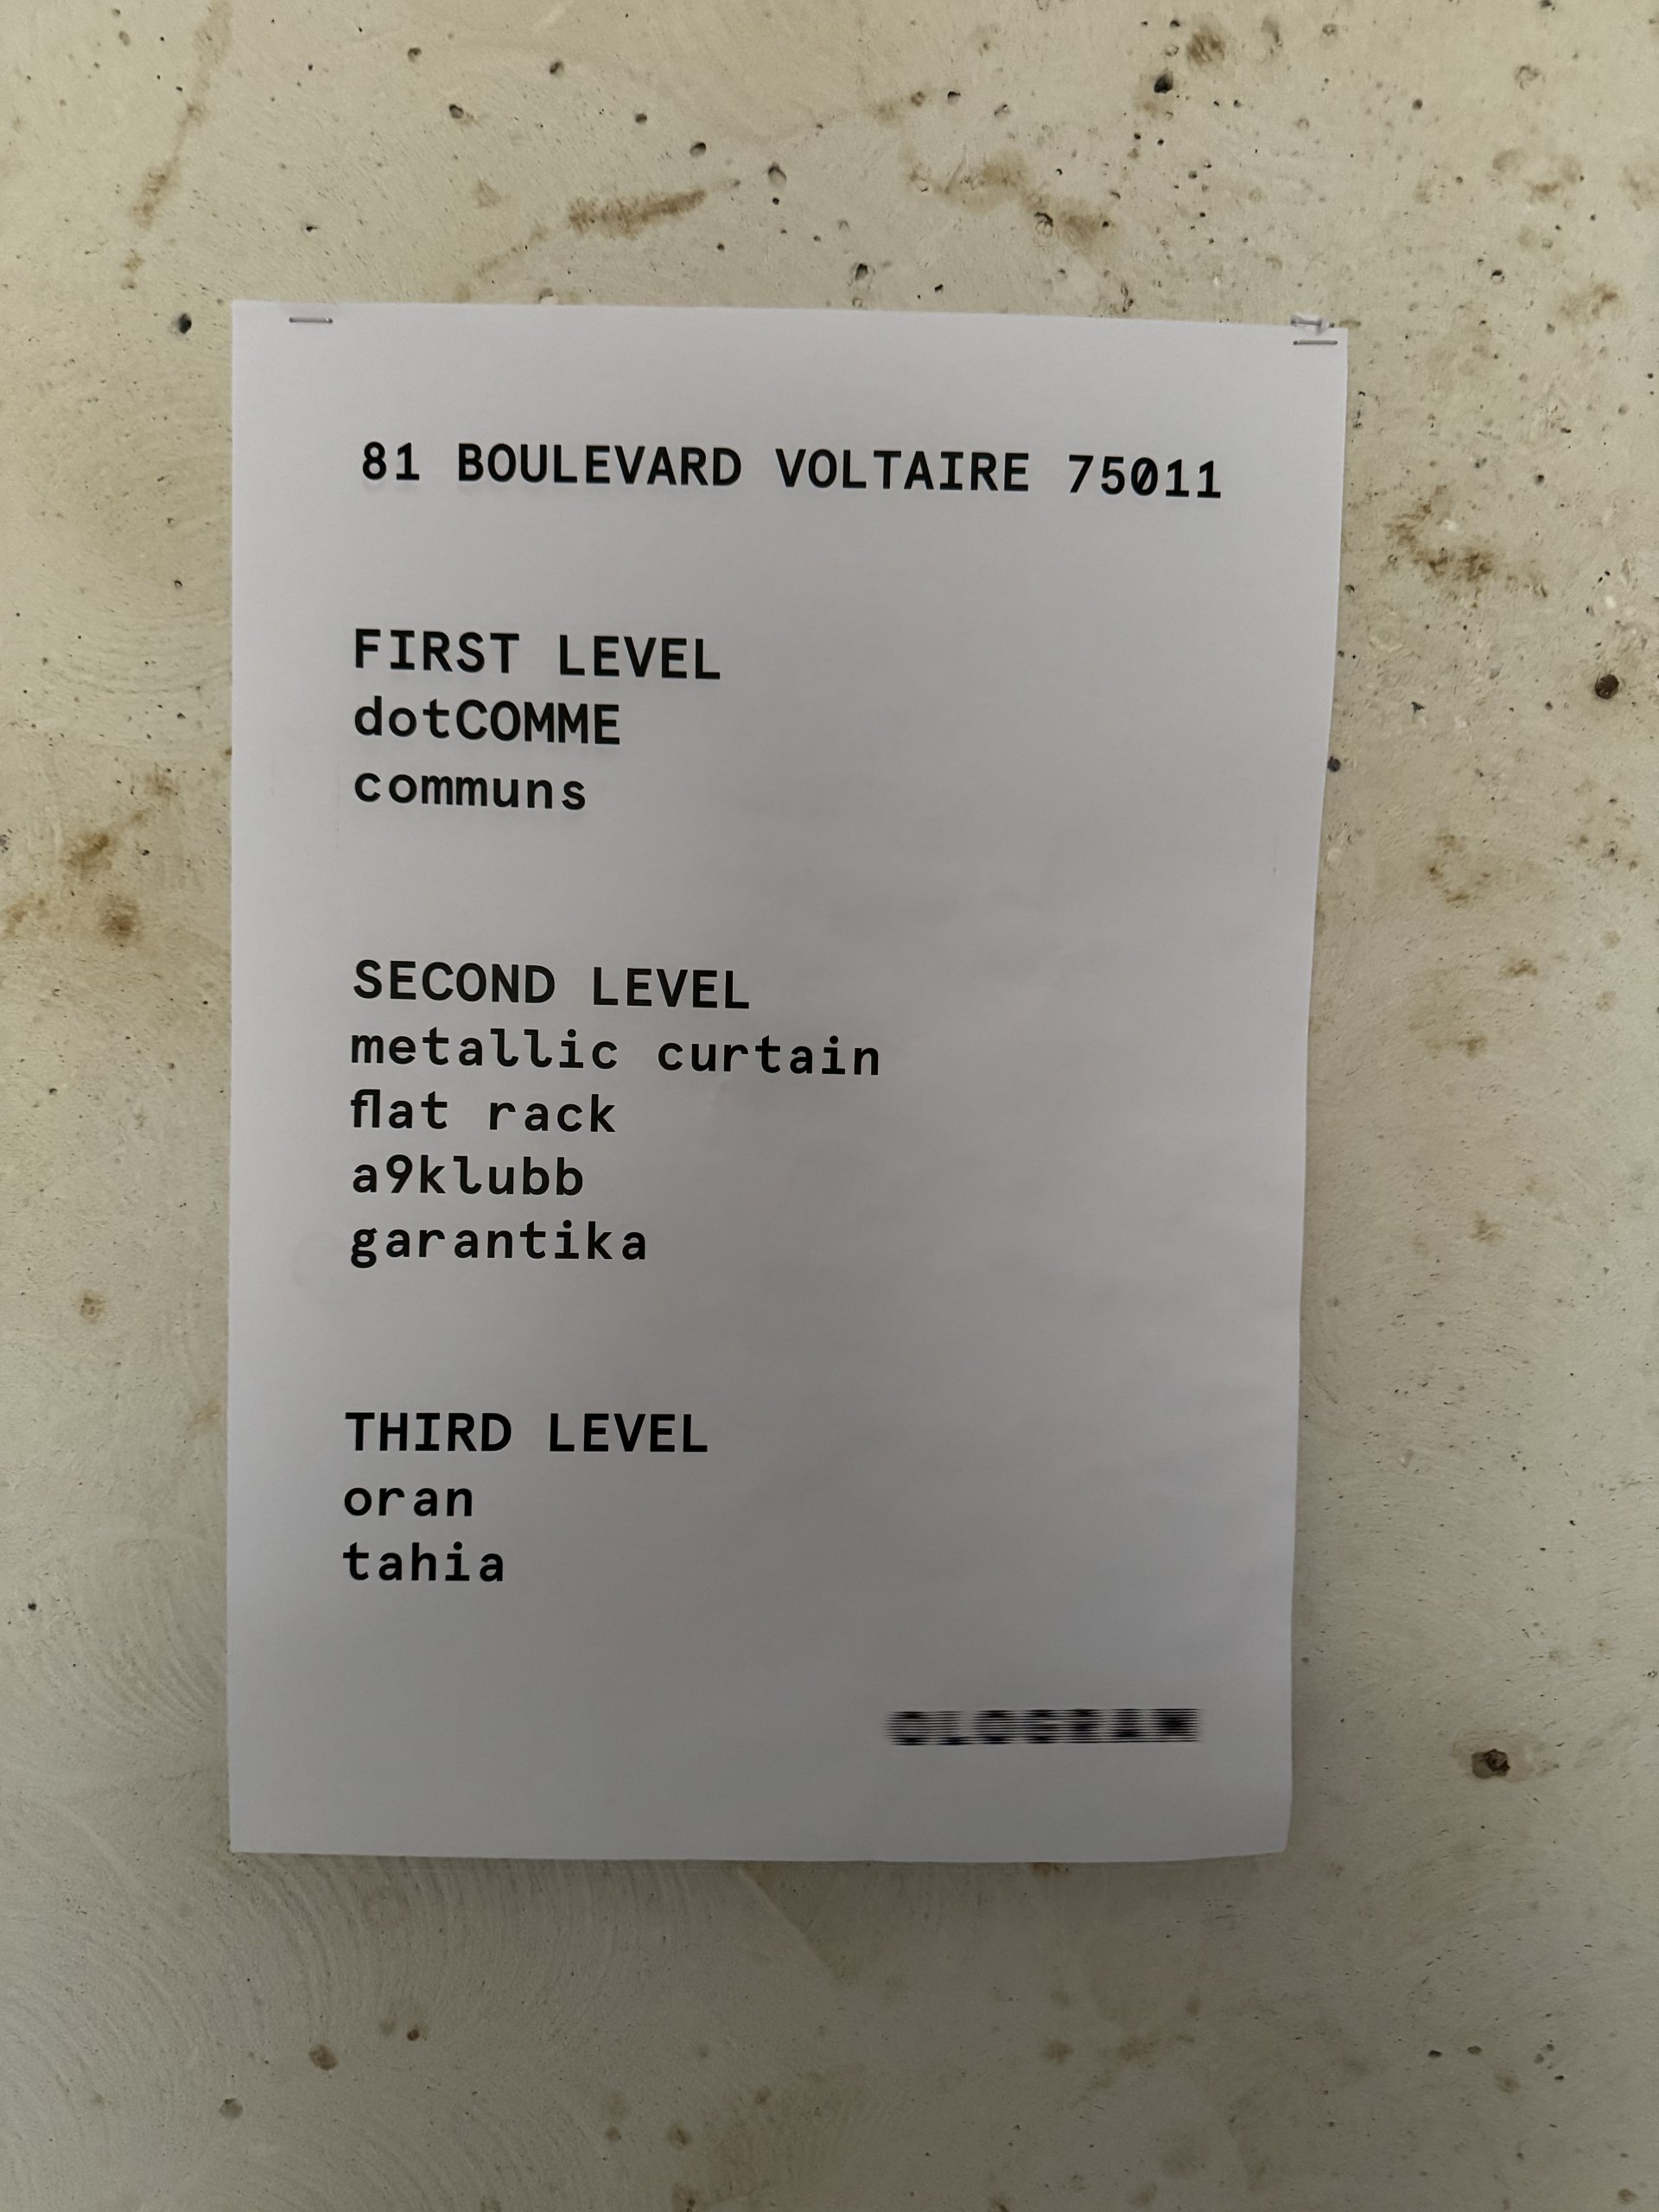 81 BOULEVARD VOLTAIRE 75011
FIRST LEVEL
dotCOMME
communs
SECOND LEVEL
metallic curtain
flat rack
a9klubb
garantika
THIRD LEVEL
oran
tahia
OLOGRAM